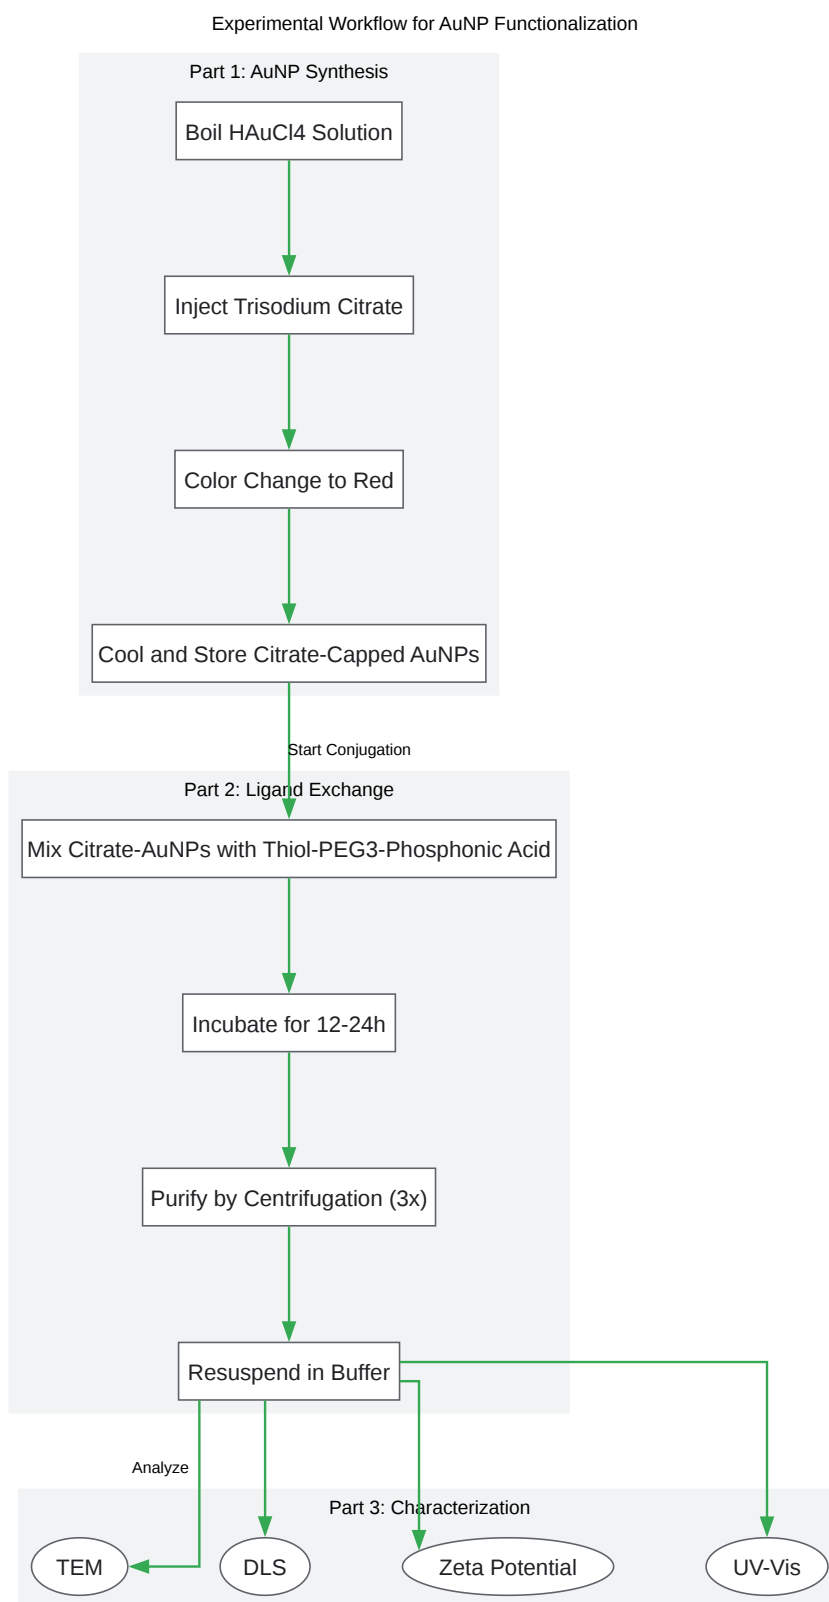 Experimental Workflow for AuNP Functionalization
Part 1: AuNP Synthesis
Boil HAuCl4 Solution
Inject Trisodium Citrate
Color Change to Red
Cool and Store Citrate-Capped AuNPs
Start Conjugation
Part 2: Ligand Exchange
Mix Citrate-AuNPs with Thiol-PEG3-Phosphonic Acid
Incubate for 12-24h
Purify by Centrifugation (3x)
Resuspend in Buffer
Analyze
Part 3: Characterization
TEM
DLS
Zeta Potential
UV-Vis